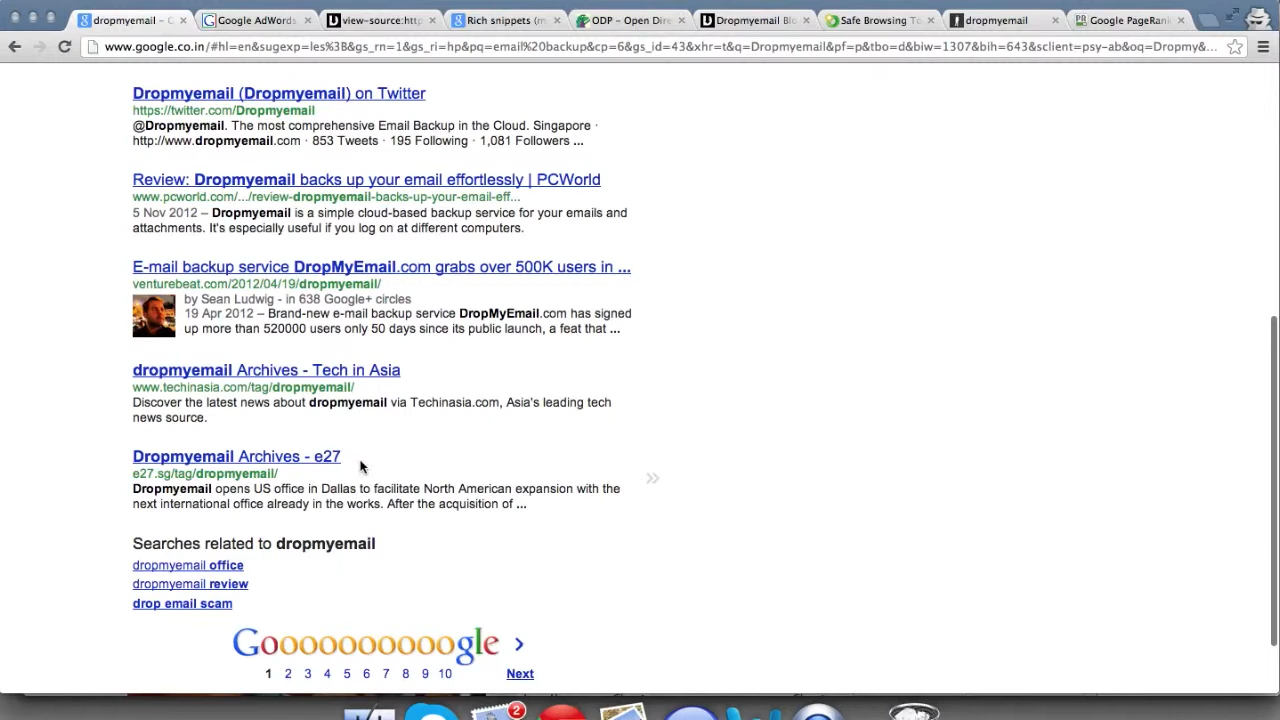 dropmyemail - G
Google AdWords
view-source:http
Rich snippets (m
ODP - Open Dire
Dropmyemail Blo
Safe Browsing To
dropmyemail
Google PageRan
www.google.co.in/#hl=en&sugexp=les%3B&gs_rn=1&gs_ri=hp&pq=email%20backup&cp=6&gs_id=43&xhr=t&q=Dropmyemail&pf=p&tbo=d&biw=1307&bih=643&sclient=psy-ab&oq=Dropmy&...
Dropmyemail (Dropmyemail) on Twitter
https://twitter.com/Dropmyemail
@Dropmyemail. The most comprehensive Email Backup in the Cloud. Singapore ·
http://www.dropmyemail.com · 853 Tweets · 195 Following · 1,081 Followers ...
Review: Dropmyemail backs up your email effortlessly | PCWorld
www.pcworld.com/.../review-dropmyemail-backs-up-your-email-eff...
5 Nov 2012 – Dropmyemail is a simple cloud-based backup service for your emails and
attachments. It's especially useful if you log on at different computers.
E-mail backup service DropMyEmail.com grabs over 500K users in ...
venturebeat.com/2012/04/19/dropmyemail/
by Sean Ludwig - in 638 Google+ circles
19 Apr 2012 – Brand-new e-mail backup service DropMyEmail.com has signed
up more than 520000 users only 50 days since its public launch, a feat that ...
dropmyemail Archives - Tech in Asia
www.techinasia.com/tag/dropmyemail/
Discover the latest news about dropmyemail via Techinasia.com, Asia's leading tech
news source.
Dropmyemail Archives - e27
e27.sg/tag/dropmyemail/
Dropmyemail opens US office in Dallas to facilitate North American expansion with the
next international office already in the works. After the acquisition of ...
Searches related to dropmyemail
dropmyemail office
dropmyemail review
drop email scam
Goooooooooogle >
1 2 3 4 5 6 7 8 9 10 Next
2